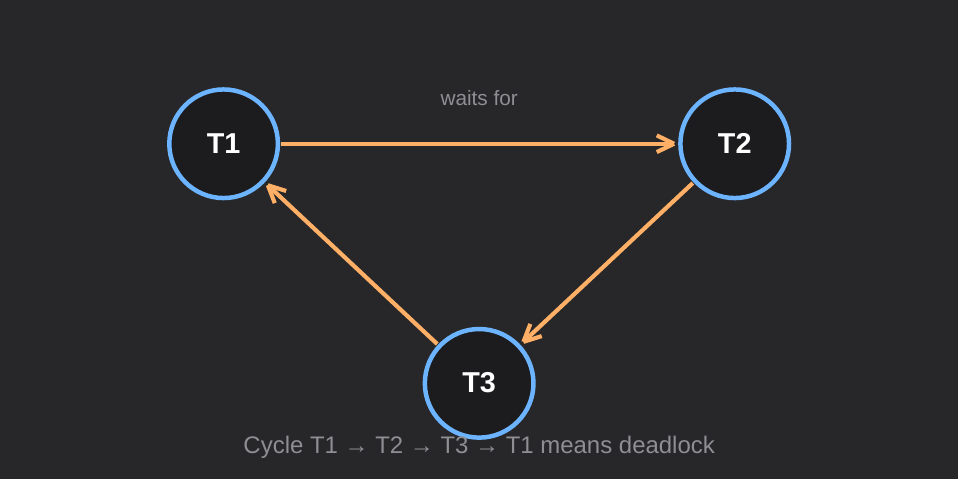 waits for
T1
T2
T3
Cycle T1 → T2 → T3 → T1 means deadlock